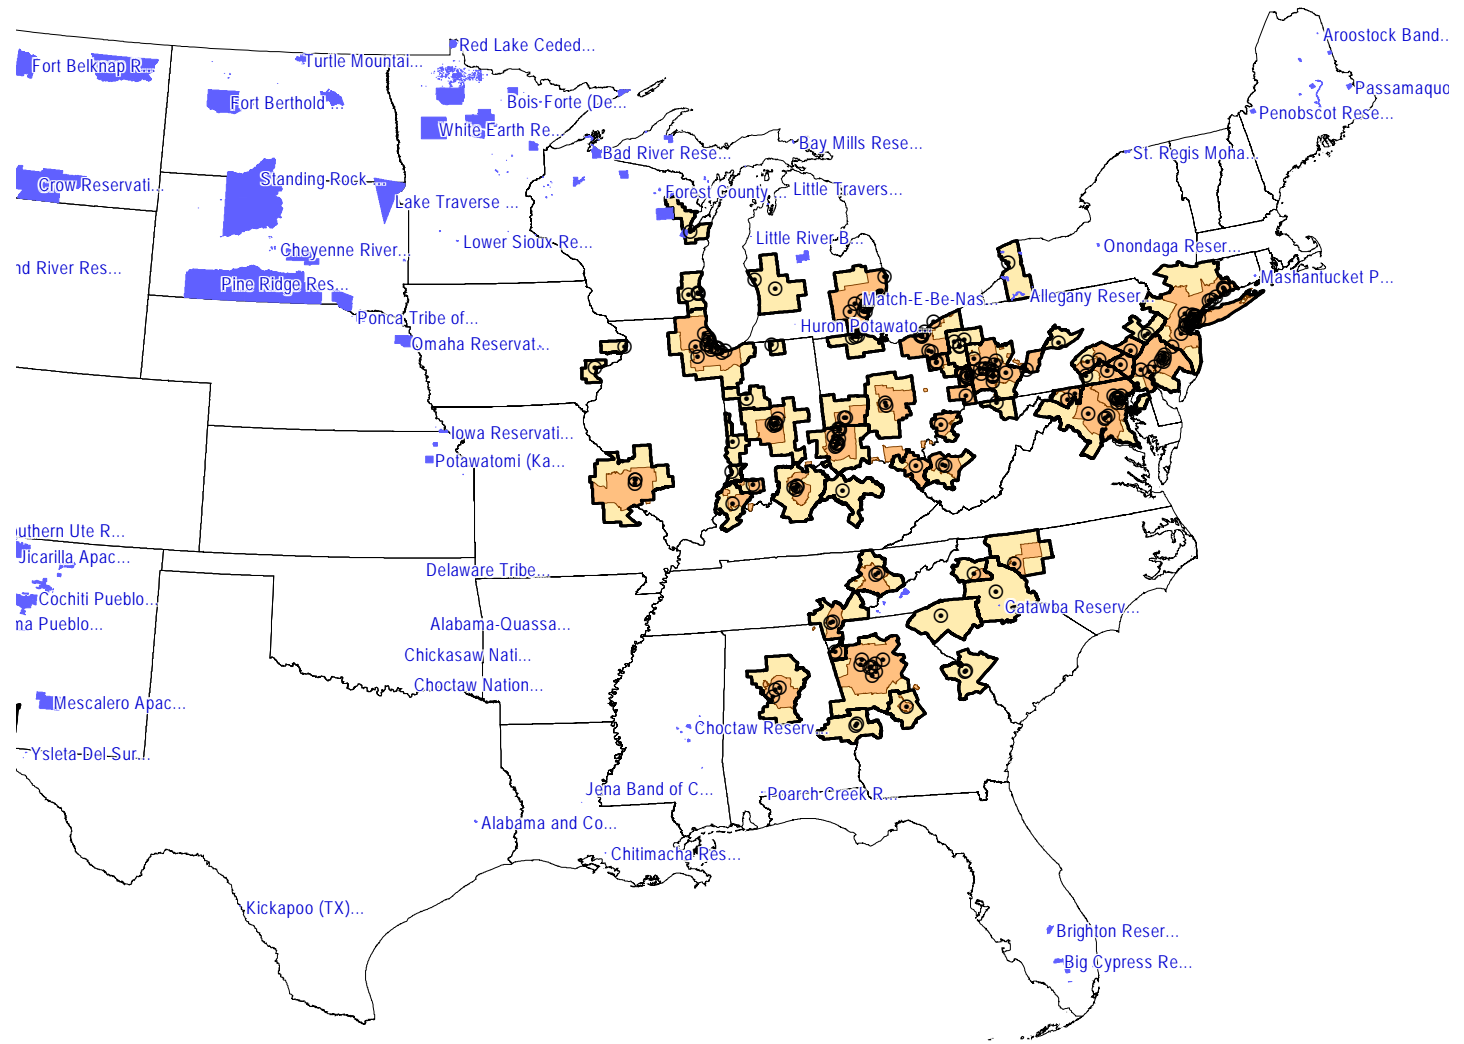 Aroostock Band...
Red Lake Ceded...
Turtle Mountai...
Fort Belknap R...
Passamaquo
Fort Berthold ...
Bois-Forte (De...
Penobscot Rese...
White Earth Re...
Bay Mills Rese...
Bad River Rese...
St. Regis Moha...
Standing-Rock ...
Crow Reservati...
Forest County ...
Little Travers...
Lake Traverse ...
Little River B...
Lower Sioux-Re...
Onondaga Reser...
Cheyenne River...
nd River Res...
Mashantucket P...
Pine Ridge Res...
Allegany Reser...
Match-E-Be-Nas...
Ponca Tribe of...
Huron Potawato...
Omaha Reservat...
Iowa Reservati...
Potawatomi (Ka...
outhern Ute R...
Jicarilla Apac...
Delaware Tribe...
Cochiti Pueblo...
Catawba Reserv...
na Pueblo...
Alabama-Quassa...
Chickasaw Nati...
Choctaw Nation...
Mescalero Apac...
Choctaw Reserv...
Ysleta-Del-Sur...
Jena Band of C...
Poarch Creek R...
Alabama and Co...
Chitimacha Res...
Kickapoo (TX)...
Brighton Reser...
Big Cypress Re...